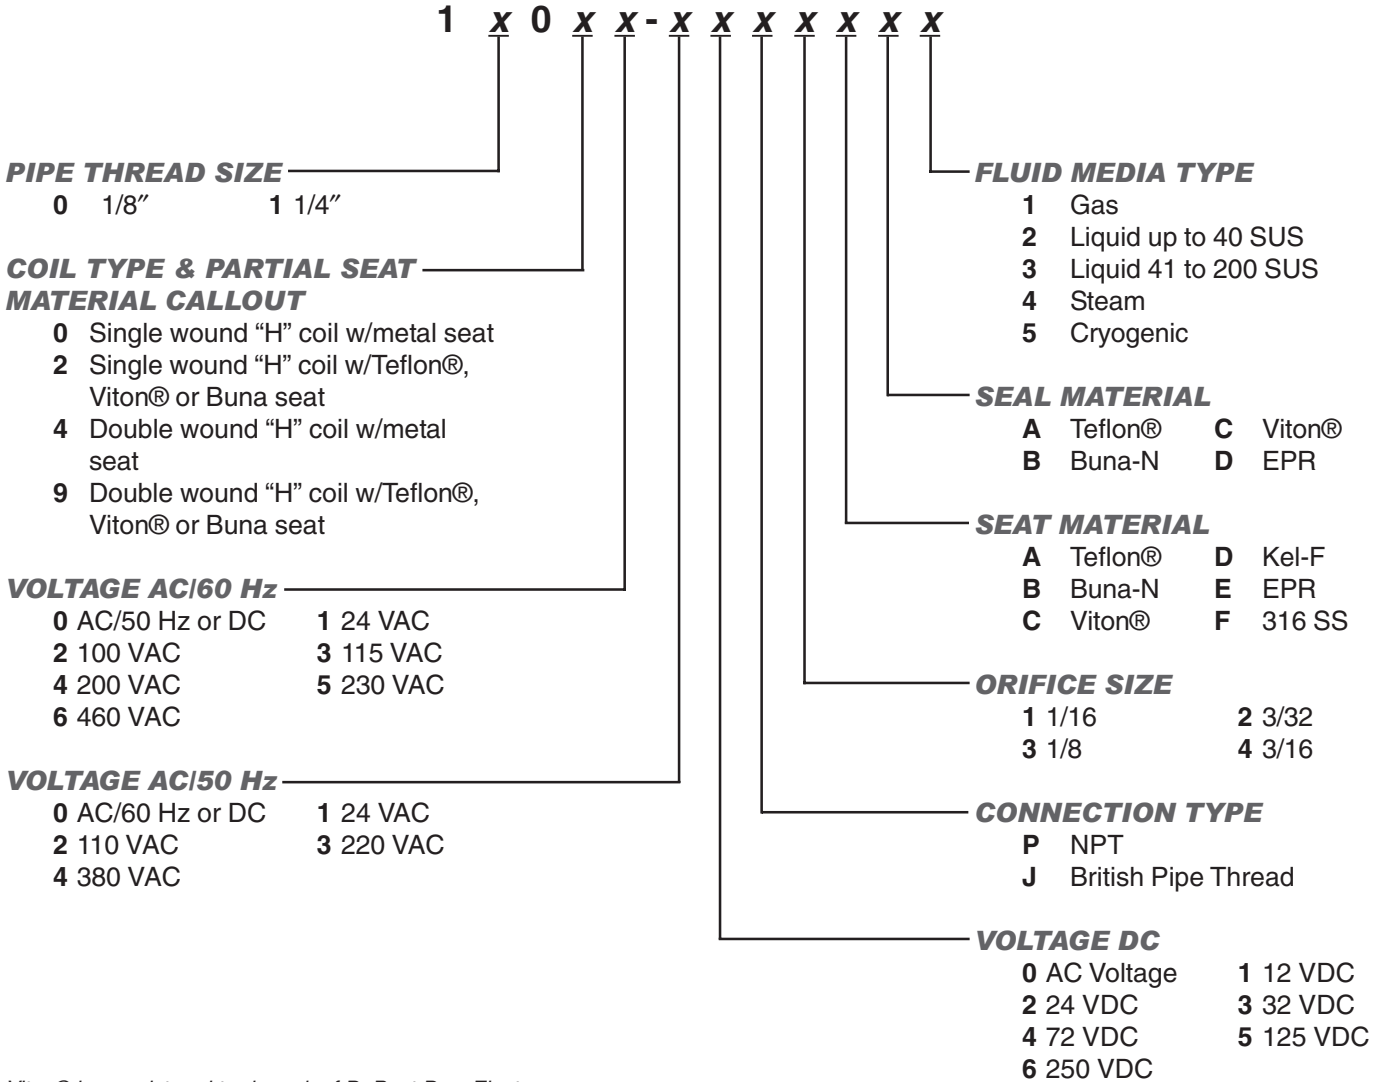 1 x 0 x x - x x x x x x x
PIPE THREAD SIZE
0 1/8″ 1 1/4″
COIL TYPE & PARTIAL SEAT
MATERIAL CALLOUT
0 Single wound “H” coil w/metal seat
2 Single wound “H” coil w/Teflon®,
Viton® or Buna seat
4 Double wound “H” coil w/metal
seat
9 Double wound “H” coil w/Teflon®,
Viton® or Buna seat
VOLTAGE AC/60 Hz
0 AC/50 Hz or DC 1 24 VAC
2 100 VAC 3 115 VAC
4 200 VAC 5 230 VAC
6 460 VAC
VOLTAGE AC/50 Hz
0 AC/60 Hz or DC 1 24 VAC
2 110 VAC 3 220 VAC
4 380 VAC
FLUID MEDIA TYPE
1 Gas
2 Liquid up to 40 SUS
3 Liquid 41 to 200 SUS
4 Steam
5 Cryogenic
SEAL MATERIAL
A Teflon® C Viton®
B Buna-N D EPR
SEAT MATERIAL
A Teflon® D Kel-F
B Buna-N E EPR
C Viton® F 316 SS
ORIFICE SIZE
1 1/16 2 3/32
3 1/8 4 3/16
CONNECTION TYPE
P NPT
J British Pipe Thread
VOLTAGE DC
0 AC Voltage 1 12 VDC
2 24 VDC 3 32 VDC
4 72 VDC 5 125 VDC
6 250 VDC